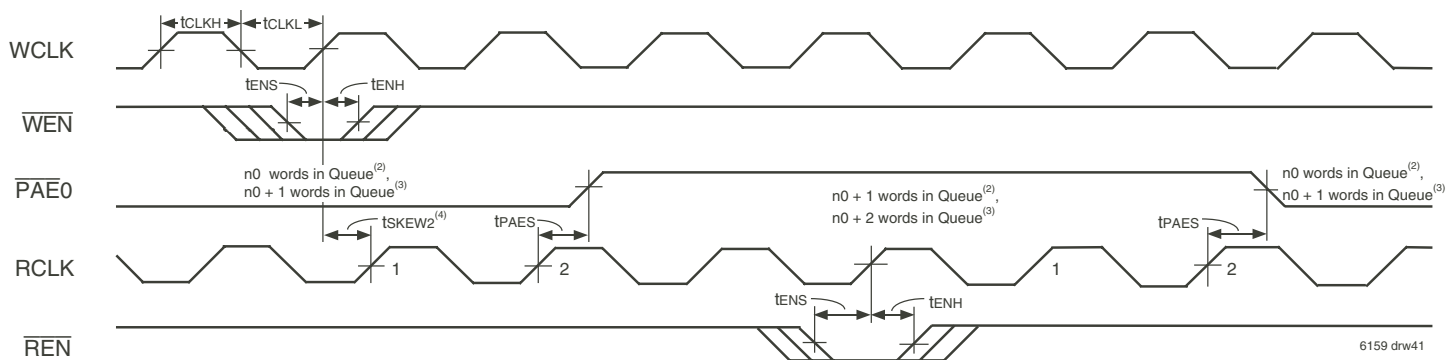 tCLKH tCLKL
WCLK
tENS tENH
WEN
n0 words in Queue(2),
n0 + 1 words in Queue(3)
PAE0
n0 + 1 words in Queue(2),
n0 + 2 words in Queue(3)
n0 words in Queue(2),
n0 + 1 words in Queue(3)
tSKEW2(4) tPAES tPAES
RCLK 1 2 1 2
tENS tENH
REN
6159 drw41